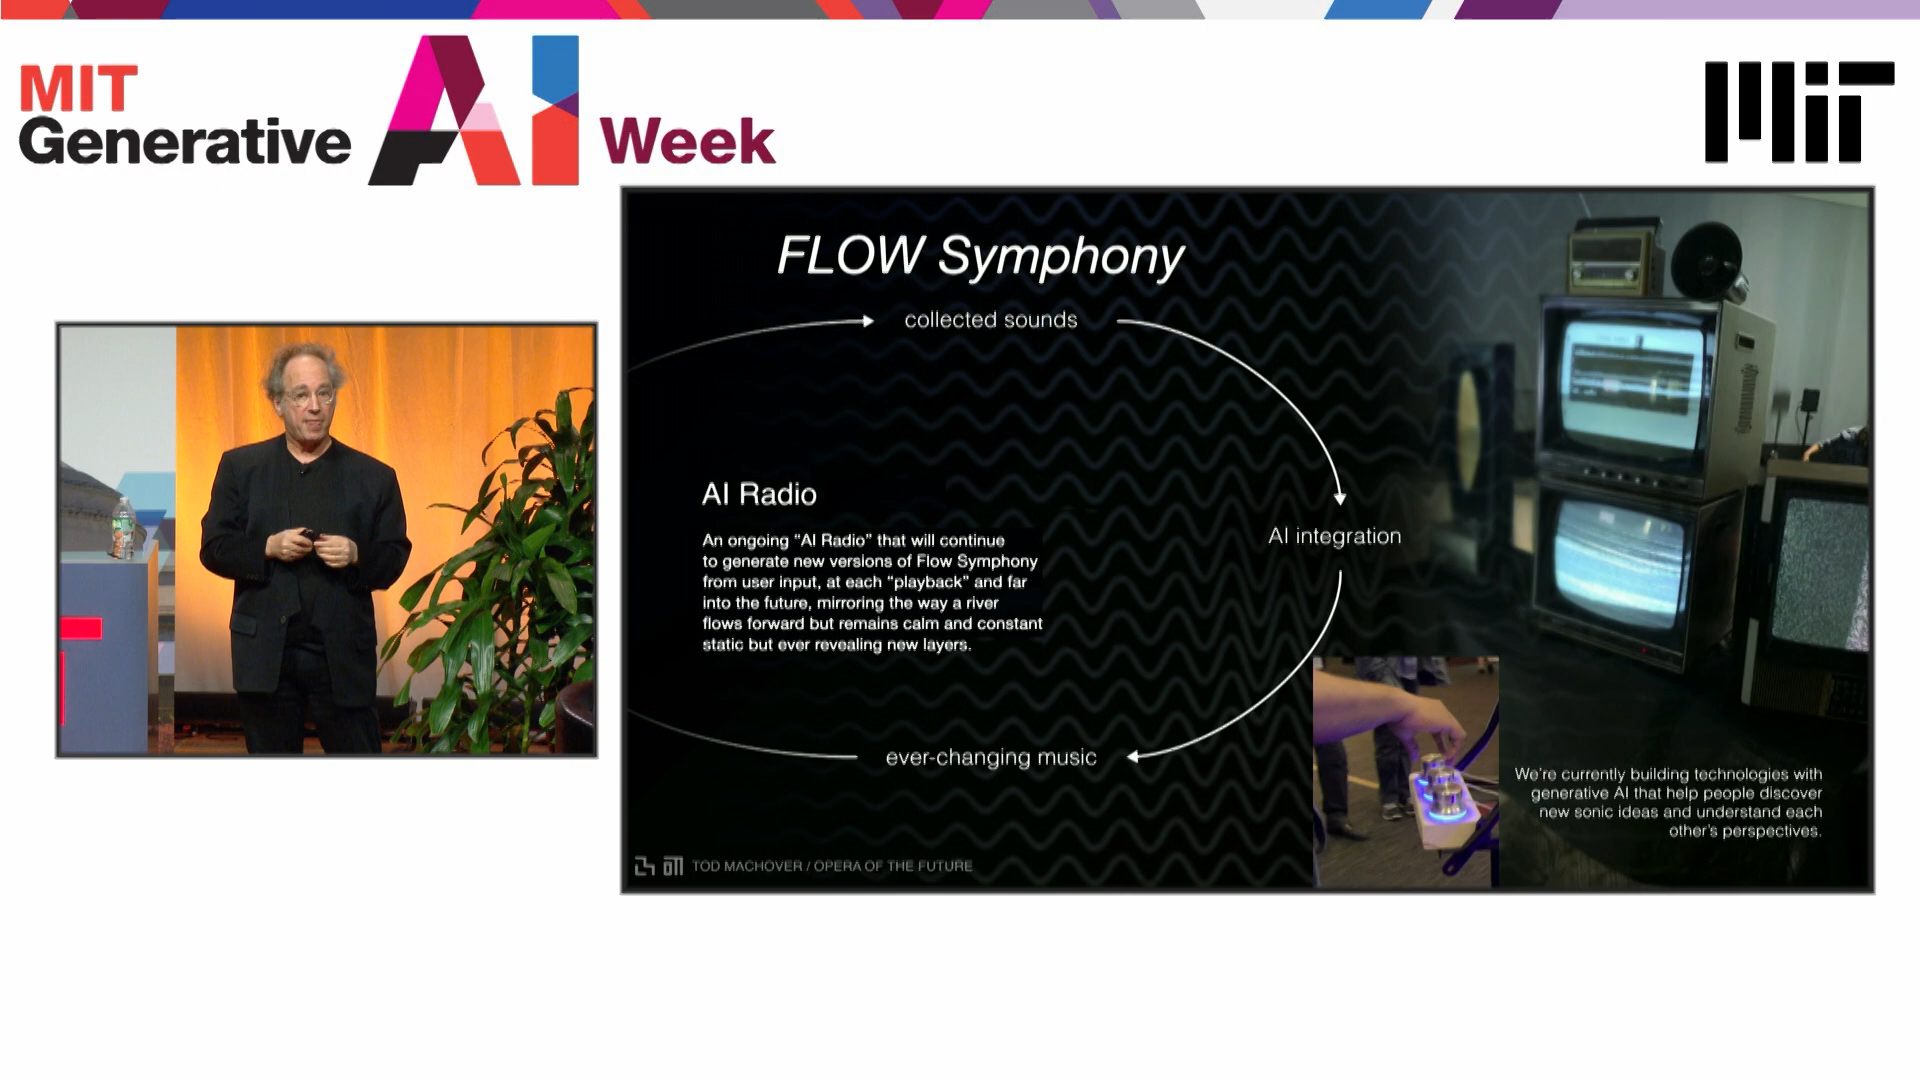 MIT
Generative AI Week
MIT
FLOW Symphony
collected sounds
AI Radio
An ongoing “AI Radio” that will continue
to generate new versions of Flow Symphony
from user input, at each “playback” and far
into the future, mirroring the way a river
flows forward but remains calm and constant
static but ever revealing new layers.
AI integration
ever-changing music
We're currently building technologies with
generative AI that help people discover
new sonic ideas and understand each
other's perspectives.
TOD MACHOVER / OPERA OF THE FUTURE